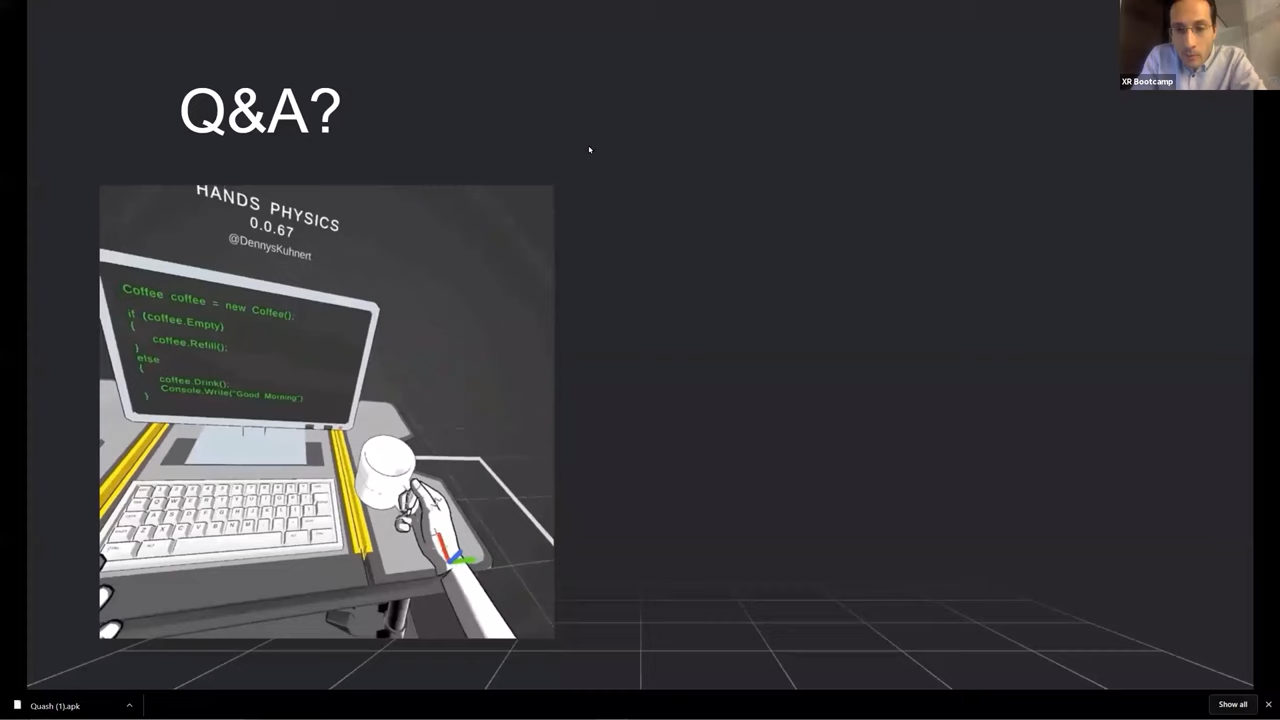 XR Bootcamp
Q&A?
HANDS PHYSICS
0.0.67
@DennysKuhnert
Coffee coffee = new Coffee();
if (coffee.Empty)
{
coffee.Refill();
}
else
{
coffee.Drink();
Console.Write("Good Morning")
}
Quash (1).apk
Show all